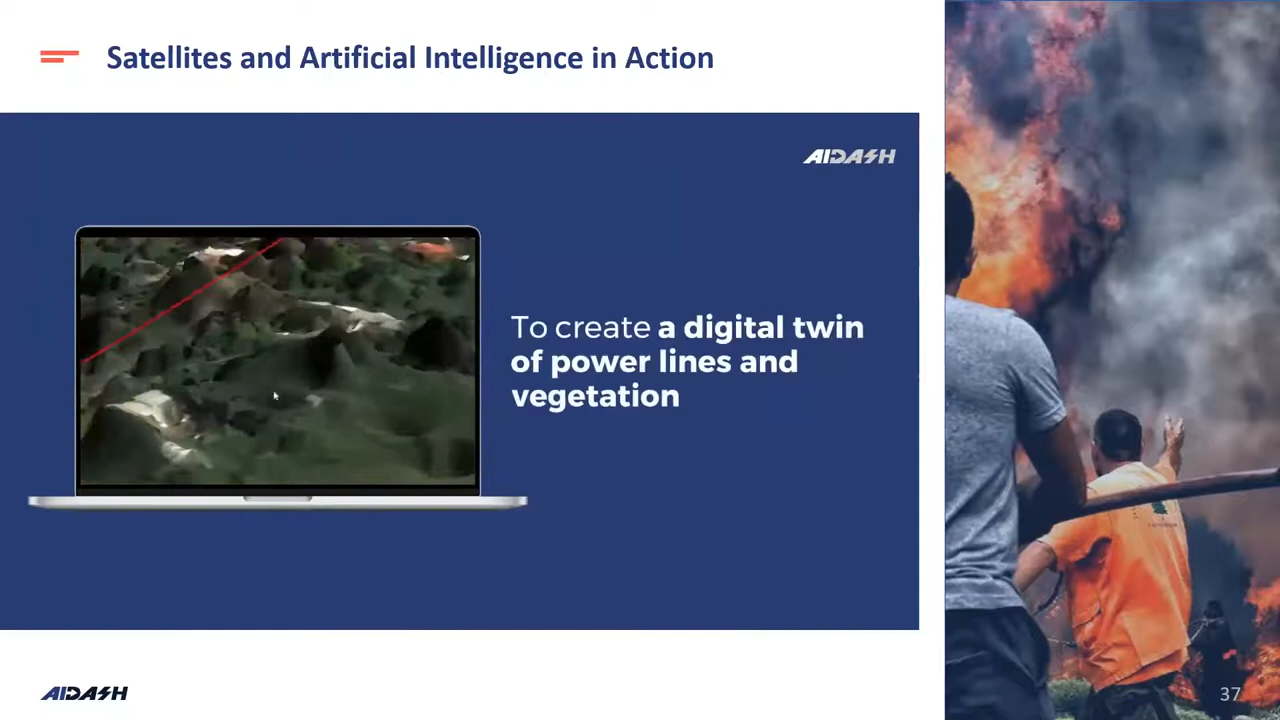 Satellites and Artificial Intelligence in Action
AIDASH
To create a digital twin
of power lines and
vegetation
AIDASH
37